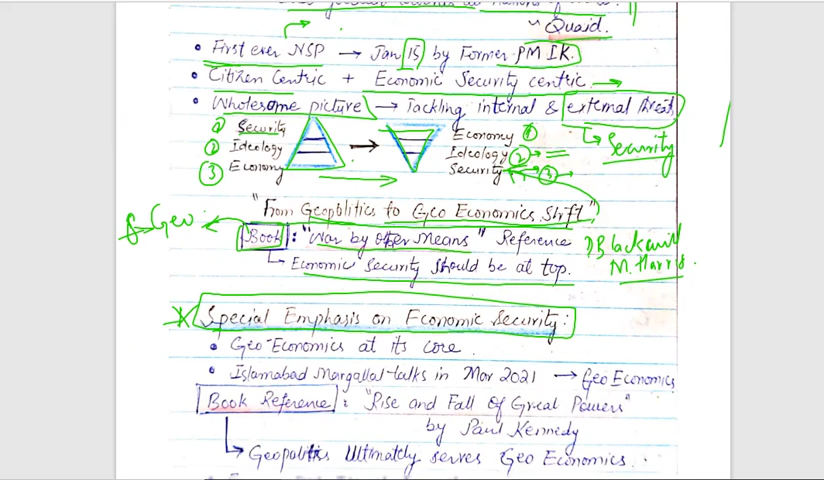 ~ Quaid.
• First ever NSP → Jan 15 by Former PM IK.
• Citizen Centric + Economic Security centric →
• Wholesome picture → Tackling internal & external threat
① Security Economy ①
② Ideology → Ideology ②
③ Economy Security ③
Security
"From Geopolitics to Geo Economics Shift"
Geo
Book: "War by Other Means" Reference
Blackwill
M. Harris
Economic Security should be at top.
Special Emphasis on Economic Security:
• Geo-Economics at its core.
• Islamabad Margalla talks in Mar 2021 → Geo Economics
Book Reference: "Rise and Fall of Great Powers"
by Paul Kennedy
Geopolitics Ultimately serves Geo Economics.